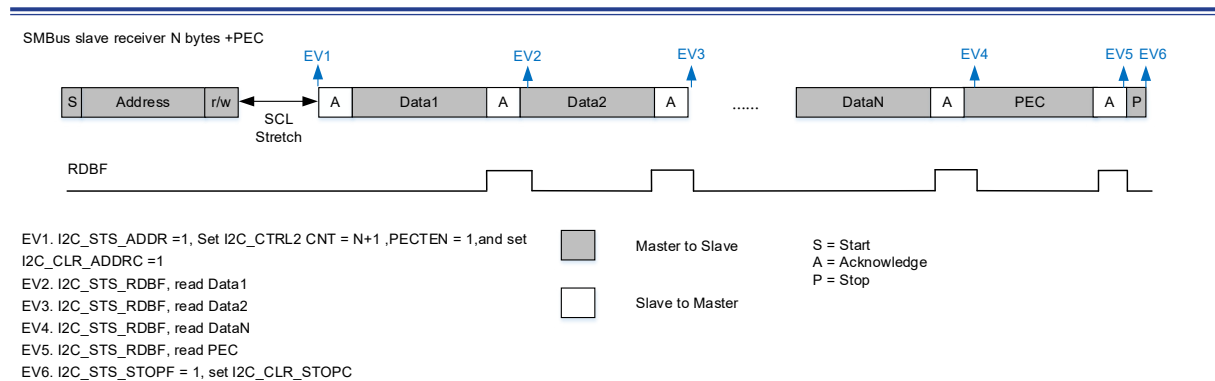 SMBus slave receiver N bytes +PEC
EV1 EV2 EV3 EV4 EV5 EV6
S Address r/w A Data1 A Data2 A ...... DataN A PEC A P
SCL
Stretch
RDBF
EV1. I2C_STS_ADDR =1, Set I2C_CTRL2 CNT = N+1 ,PECTEN = 1,and set
I2C_CLR_ADDRC =1
EV2. I2C_STS_RDBF, read Data1
EV3. I2C_STS_RDBF, read Data2
EV4. I2C_STS_RDBF, read DataN
EV5. I2C_STS_RDBF, read PEC
EV6. I2C_STS_STOPF = 1, set I2C_CLR_STOPC
Master to Slave
Slave to Master
S = Start
A = Acknowledge
P = Stop